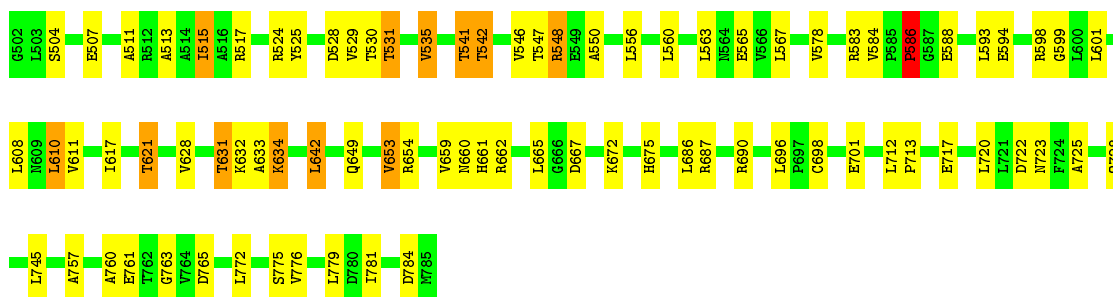 G502 L503 S504 E507 A511 R512 A513 A514 I515 A516 R517 R524 Y525 D528 V529 T530 T531 V535 T541 T542 V546 T547 R548 E549 A550 L556 L560 L563 N564 E565 V566 L567 V578 R583 V584 P585 P586 G587 E588 L593 E594 R598 G599 L600 L601
L608 N609 L610 V611 I617 T621 V628 T631 K632 A633 K634 L642 Q649 V653 R654 V659 N660 H661 R662 L665 G666 D667 K672 H675 L686 R687 R690 L696 P697 C698 E701 L712 P713 E717 L720 L721 D722 N723 F724 A725
L745 A757 A760 E761 T762 G763 V764 D765 L772 S775 V776 L779 D780 I781 D784 M785